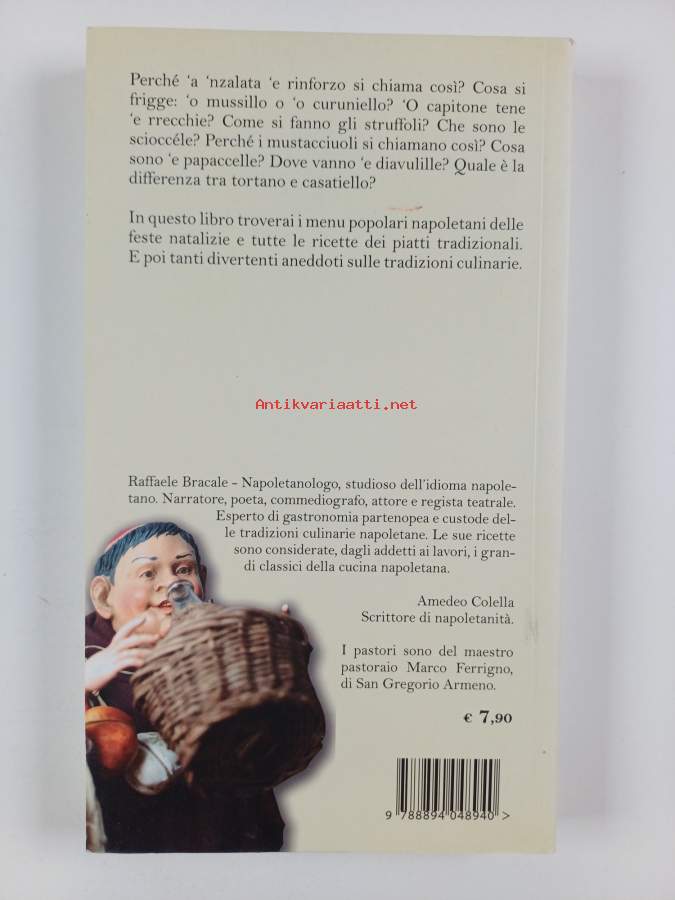 Perché 'a 'nzalata 'e rinforzo si chiama così? Cosa si
frigge: 'o mussillo o 'o curuniello? 'O capitone tene
'e rrecchie? Come si fanno gli struffoli? Che sono le
scioccéle? Perché i mustacciuoli si chiamano così? Cosa
sono 'e papaccelle? Dove vanno 'e diavulille? Quale è la
differenza tra tortano e casatiello?
In questo libro troverai i menu popolari napoletani delle
feste natalizie e tutte le ricette dei piatti tradizionali.
E poi tanti divertenti aneddoti sulle tradizioni culinarie.
Antikvariaatti.net
Raffaele Bracale – Napoletanologo, studioso dell'idioma napole-
tano. Narratore, poeta, commediografo, attore e regista teatrale.
Esperto di gastronomia partenopea e custode del-
le tradizioni culinarie napoletane. Le sue ricette
sono considerate, dagli addetti ai lavori, i gran-
di classici della cucina napoletana.
Amedeo Colella
Scrittore di napoletanità.
I pastori sono del maestro
pastoraio Marco Ferrigno,
di San Gregorio Armeno.
€ 7,90
9 788894 048940 >